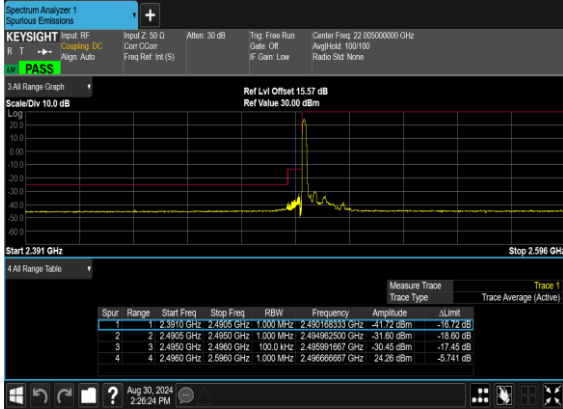 Spectrum Analyzer 1
Spurious Emissions
+
KEYSIGHT
R T
PASS
Input: RF
Coupling: DC
Align: Auto
Input Z: 50 Ω
Corr CCorr
Freq Ref: Int (S)
Atten: 30 dB
Trig: Free Run
Gate: Off
IF Gain: Low
Center Freq: 22.005000000 GHz
Avg|Hold: 100/100
Radio Std: None
3 All Range Graph
Scale/Div 10.0 dB
Ref Lvl Offset 15.57 dB
Ref Value 30.00 dBm
Log
20.0
10.0
0.00
-10.0
-20.0
-30.0
-40.0
-50.0
-60.0
Start 2.391 GHz
Stop 2.596 GHz
4 All Range Table
Measure Trace Trace 1
Trace Type Trace Average (Active)
Spur Range Start Freq Stop Freq RBW Frequency Amplitude ΔLimit
1 1 2.3910 GHz 2.4905 GHz 1.000 MHz 2.490168333 GHz -41.72 dBm -16.72 dB
2 2 2.4905 GHz 2.4950 GHz 1.000 MHz 2.494962500 GHz -31.60 dBm -18.60 dB
3 3 2.4950 GHz 2.4960 GHz 100.0 kHz 2.495991667 GHz -30.45 dBm -17.45 dB
4 4 2.4960 GHz 2.5960 GHz 1.000 MHz 2.496666667 GHz 24.26 dBm -5.741 dB
?
Aug 30, 2024
2:26:24 PM